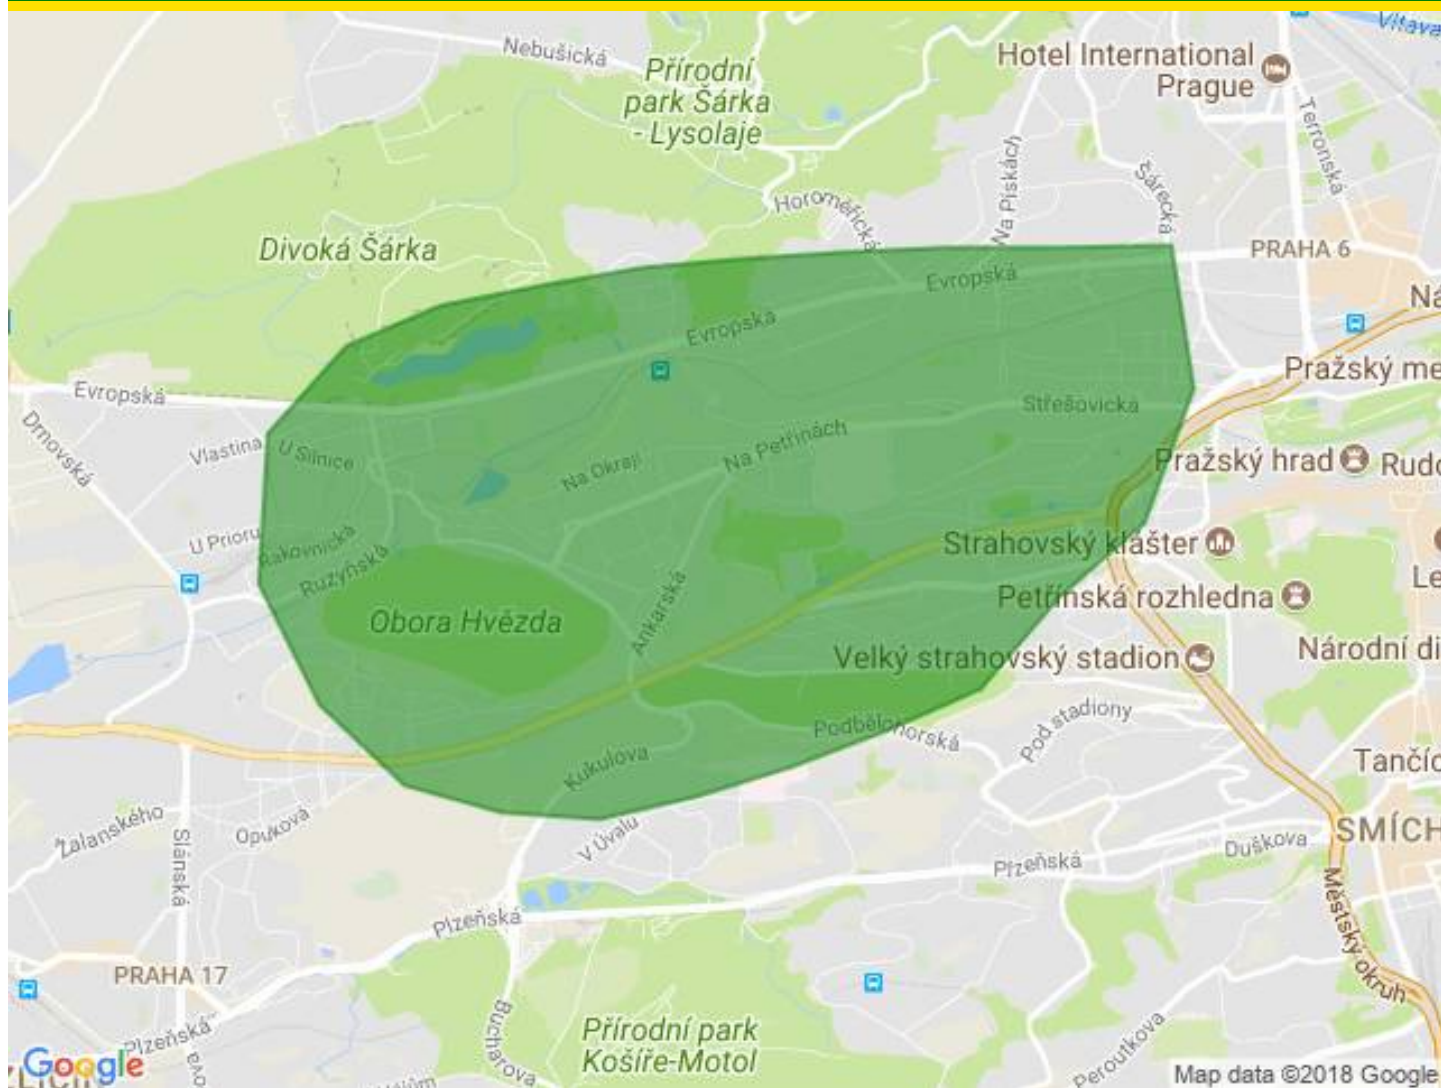 Vltava
Nebušická
Hotel International
Prague
Přírodní
park Šárka
- Lysolaje
Terronská
Na Pískách
Šárecká
Horoměřická
Divoká Šárka
PRAHA 6
Evropská
Evropská
Pražský me
Evropská
Střešovická
Drnovská
Vlastina
U Silnice
Na Petřinách
Na Okraji
Pražský hrad
U Prioru
Rakovnická
Ruzyňská
Strahovský klášter
Ankarská
Petřínská rozhledna
Obora Hvězda
Velký strahovský stadion
Národní di
Podbělohorská
Pod stadiony
Kukulova
Tančíc
Žalanského
Opuková
Slánská
V Úvalu
SMÍCH
Duškova
Plzeňská
Plzeňská
Městský okruh
PRAHA 17
Bucharova
Přírodní park
Košíře-Motol
Plzeňská
Peroutkova
Google
Map data ©2018 Google